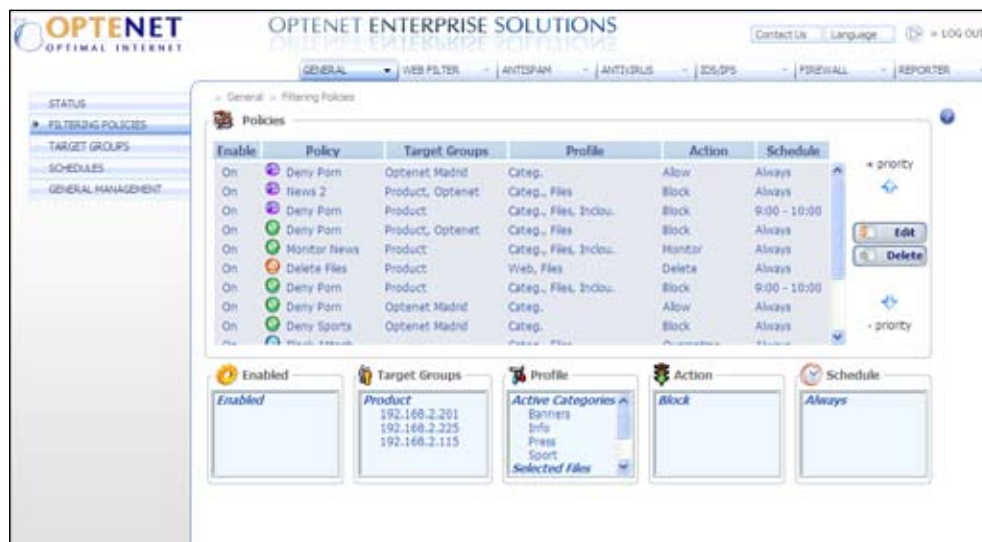 OPTENET
OPTIMAL INTERNET
OPTENET ENTERPRISE SOLUTIONS
Contact Us
Language
» LOG OUT
GENERAL
WEB FILTER
ANTISPAM
ANTIVIRUS
IDS/IPS
FIREWALL
REPORTER
STATUS
FILTERING POLICIES
TARGET GROUPS
SCHEDULES
GENERAL MANAGEMENT
» General » Filtering Policies
Policies
Enable Policy Target Groups Profile Action Schedule
On Deny Porn Optenet Madrid Categ. Allow Always
On News 2 Product, Optenet Categ., Files Block Always
On Deny Porn Product Categ., Files, Inclou. Block 9:00 - 10:00
On Deny Porn Product, Optenet Categ., Files Block Always
On Monitor News Product Categ., Files, Inclou. Monitor Always
On Delete Files Product Web, Files Delete Always
On Deny Porn Product Categ., Files, Inclou. Block 9:00 - 10:00
On Deny Porn Optenet Madrid Categ. Allow Always
On Deny Sports Optenet Madrid Categ. Block Always
+ priority
Edit
Delete
- priority
Enabled
Enabled
Target Groups
Product
192.168.2.201
192.168.2.225
192.168.2.115
Profile
Active Categories
Banners
Info
Press
Sport
Selected Files
Action
Block
Schedule
Always